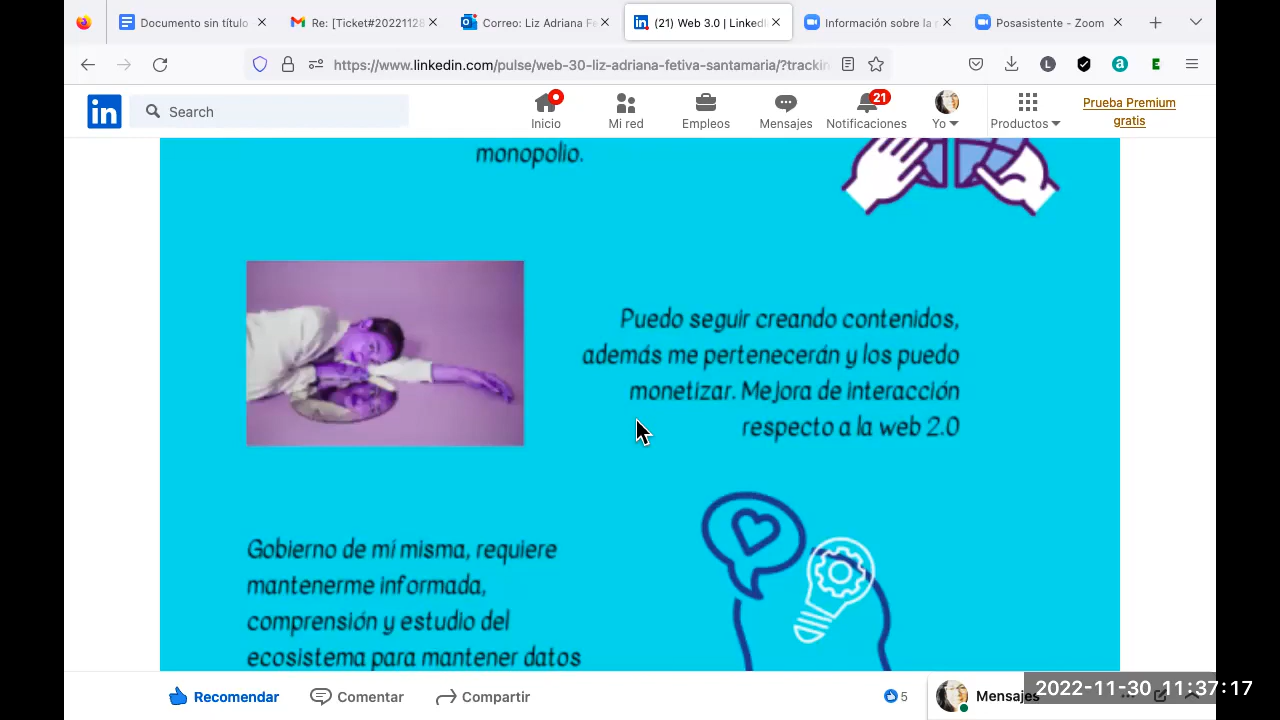 Documento sin título
Re: [Ticket#20221128
Correo: Liz Adriana Fe
(21) Web 3.0 | LinkedI
Información sobre la r
Posasistente - Zoom
https://www.linkedin.com/pulse/web-30-liz-adriana-fetiva-santamaria/?trackin
L
a
E
in
Search
Inicio
Mi red
Empleos
Mensajes
21
Notificaciones
Yo
Productos
Prueba Premium
gratis
monopolio.
Puedo seguir creando contenidos,
además me pertenecerán y los puedo
monetizar. Mejora de interacción
respecto a la web 2.0
Gobierno de mí misma, requiere
mantenerme informada,
comprensión y estudio del
ecosistema para mantener datos
Recomendar
Comentar
Compartir
5
Mensajes
2022-11-30 11:37:17